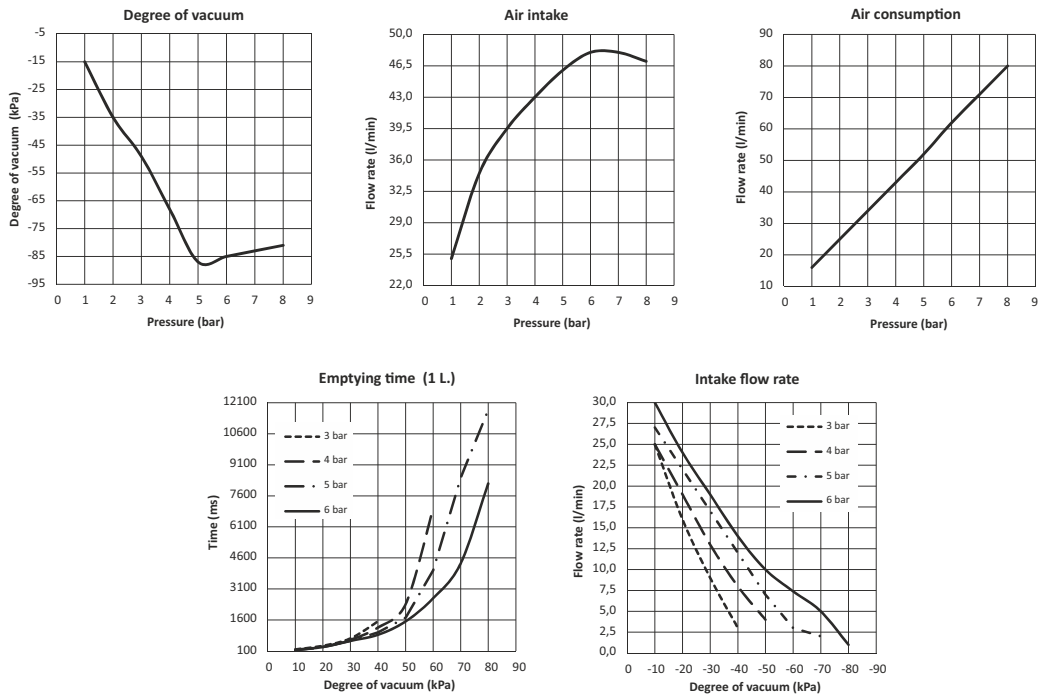 Degree of vacuum
-5
-15
-25
-35
-45
-55
-65
-75
-85
-95
Degree of vacuum (kPa)
0 1 2 3 4 5 6 7 8 9
Pressure (bar)
Air intake
50,0
46,5
43,0
39,5
36,0
32,5
29,0
25,5
22,0
Flow rate (l/min)
0 1 2 3 4 5 6 7 8 9
Pressure (bar)
Air consumption
90
80
70
60
50
40
30
20
10
Flow rate (l/min)
0 1 2 3 4 5 6 7 8 9
Pressure (bar)
Emptying time (1 L.)
12100
10600
9100
7600
6100
4600
3100
1600
100
Time (ms)
3 bar
4 bar
5 bar
6 bar
0 10 20 30 40 50 60 70 80 90
Degree of vacuum (kPa)
Intake flow rate
30,0
27,5
25,0
22,5
20,0
17,5
15,0
12,5
10,0
7,5
5,0
2,5
0,0
Flow rate (l/min)
3 bar
4 bar
5 bar
6 bar
0 -10 -20 -30 -40 -50 -60 -70 -80 -90
Degree of vacuum (kPa)